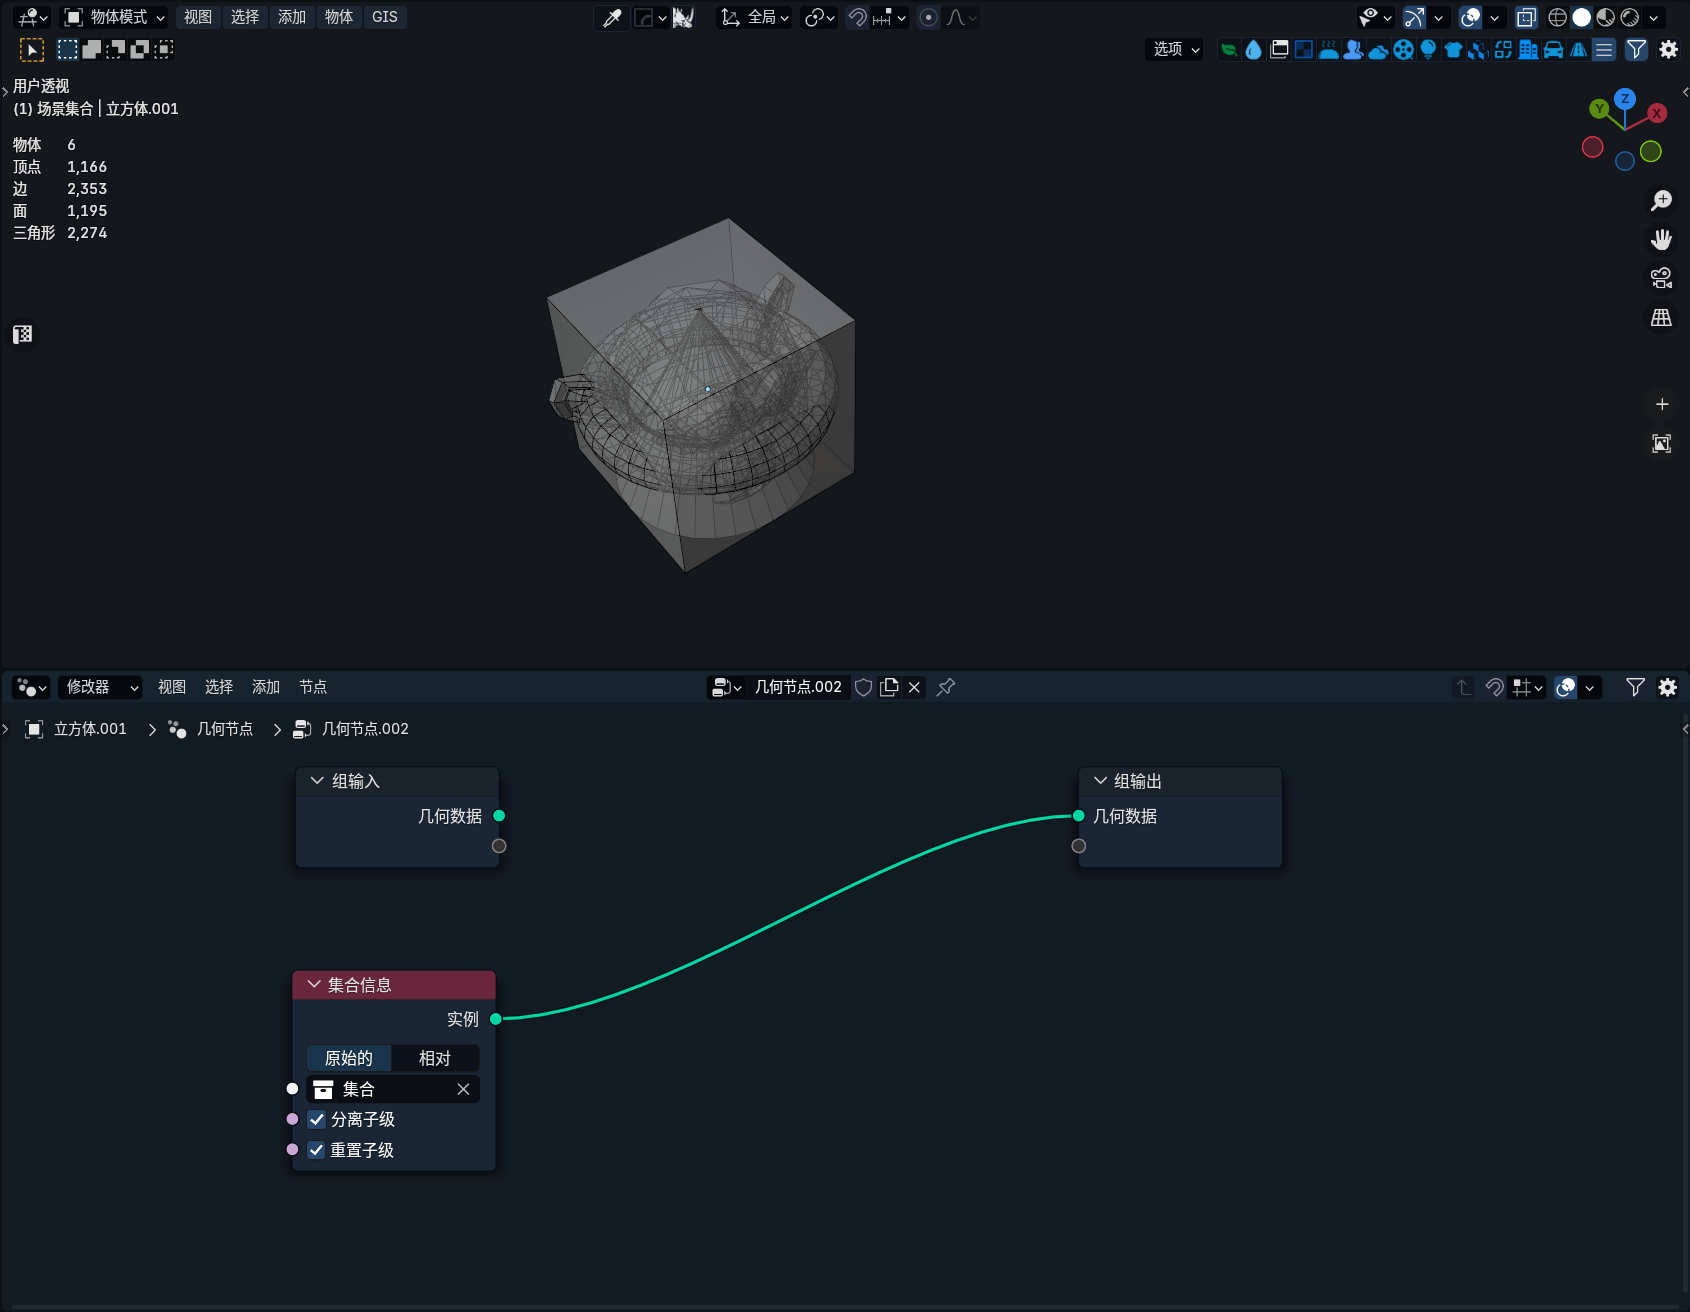 物体模式 视图 选择 添加 物体 GIS 全局
选项
用户透视
(1) 场景集合 | 立方体.001
物体 6
顶点 1,166
边 2,353
面 1,195
三角形 2,274
Y Z X
修改器 视图 选择 添加 节点 几何节点.002
立方体.001 几何节点 几何节点.002
组输入
几何数据
组输出
几何数据
集合信息
实例
原始的 相对
集合
分离子级
重置子级